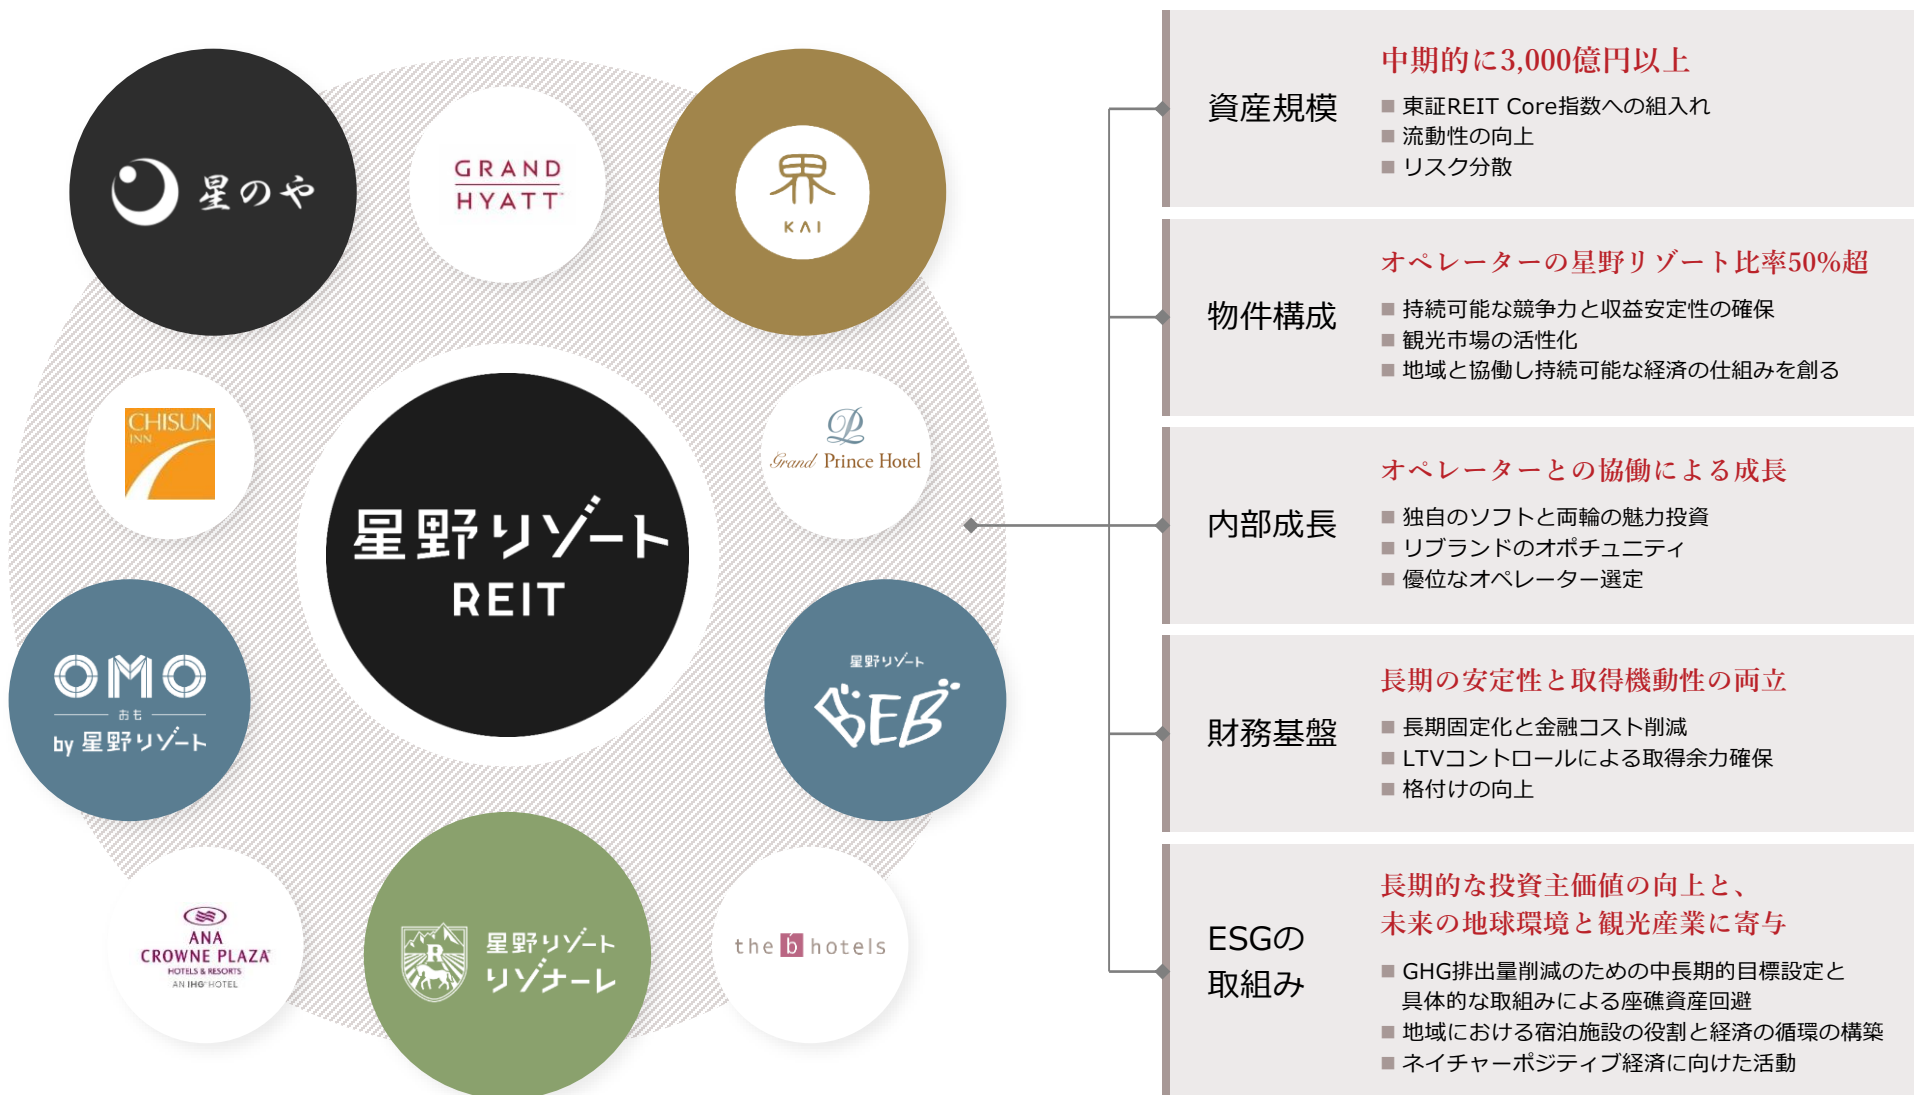 星のや
GRAND
HYATT
界
KAI
CHISUN
INN
Grand Prince Hotel
星野リゾート
REIT
OMO
おも
by 星野リゾート
星野リゾート
BEB
ANA
CROWNE PLAZA
HOTELS & RESORTS
AN IHG HOTEL
R
星野リゾート
リゾナーレ
the b hotels
資産規模
中期的に3,000億円以上
■ 東証REIT Core指数への組入れ
■ 流動性の向上
■ リスク分散
物件構成
オペレーターの星野リゾート比率50%超
■ 持続可能な競争力と収益安定性の確保
■ 観光市場の活性化
■ 地域と協働し持続可能な経済の仕組みを創る
内部成長
オペレーターとの協働による成長
■ 独自のソフトと両輪の魅力投資
■ リブランドのオポチュニティ
■ 優位なオペレーター選定
財務基盤
長期の安定性と取得機動性の両立
■ 長期固定化と金融コスト削減
■ LTVコントロールによる取得余力確保
■ 格付けの向上
ESGの
取組み
長期的な投資主価値の向上と、
未来の地球環境と観光産業に寄与
■ GHG排出量削減のための中長期的目標設定と
具体的な取組みによる座礁資産回避
■ 地域における宿泊施設の役割と経済の循環の構築
■ ネイチャーポジティブ経済に向けた活動